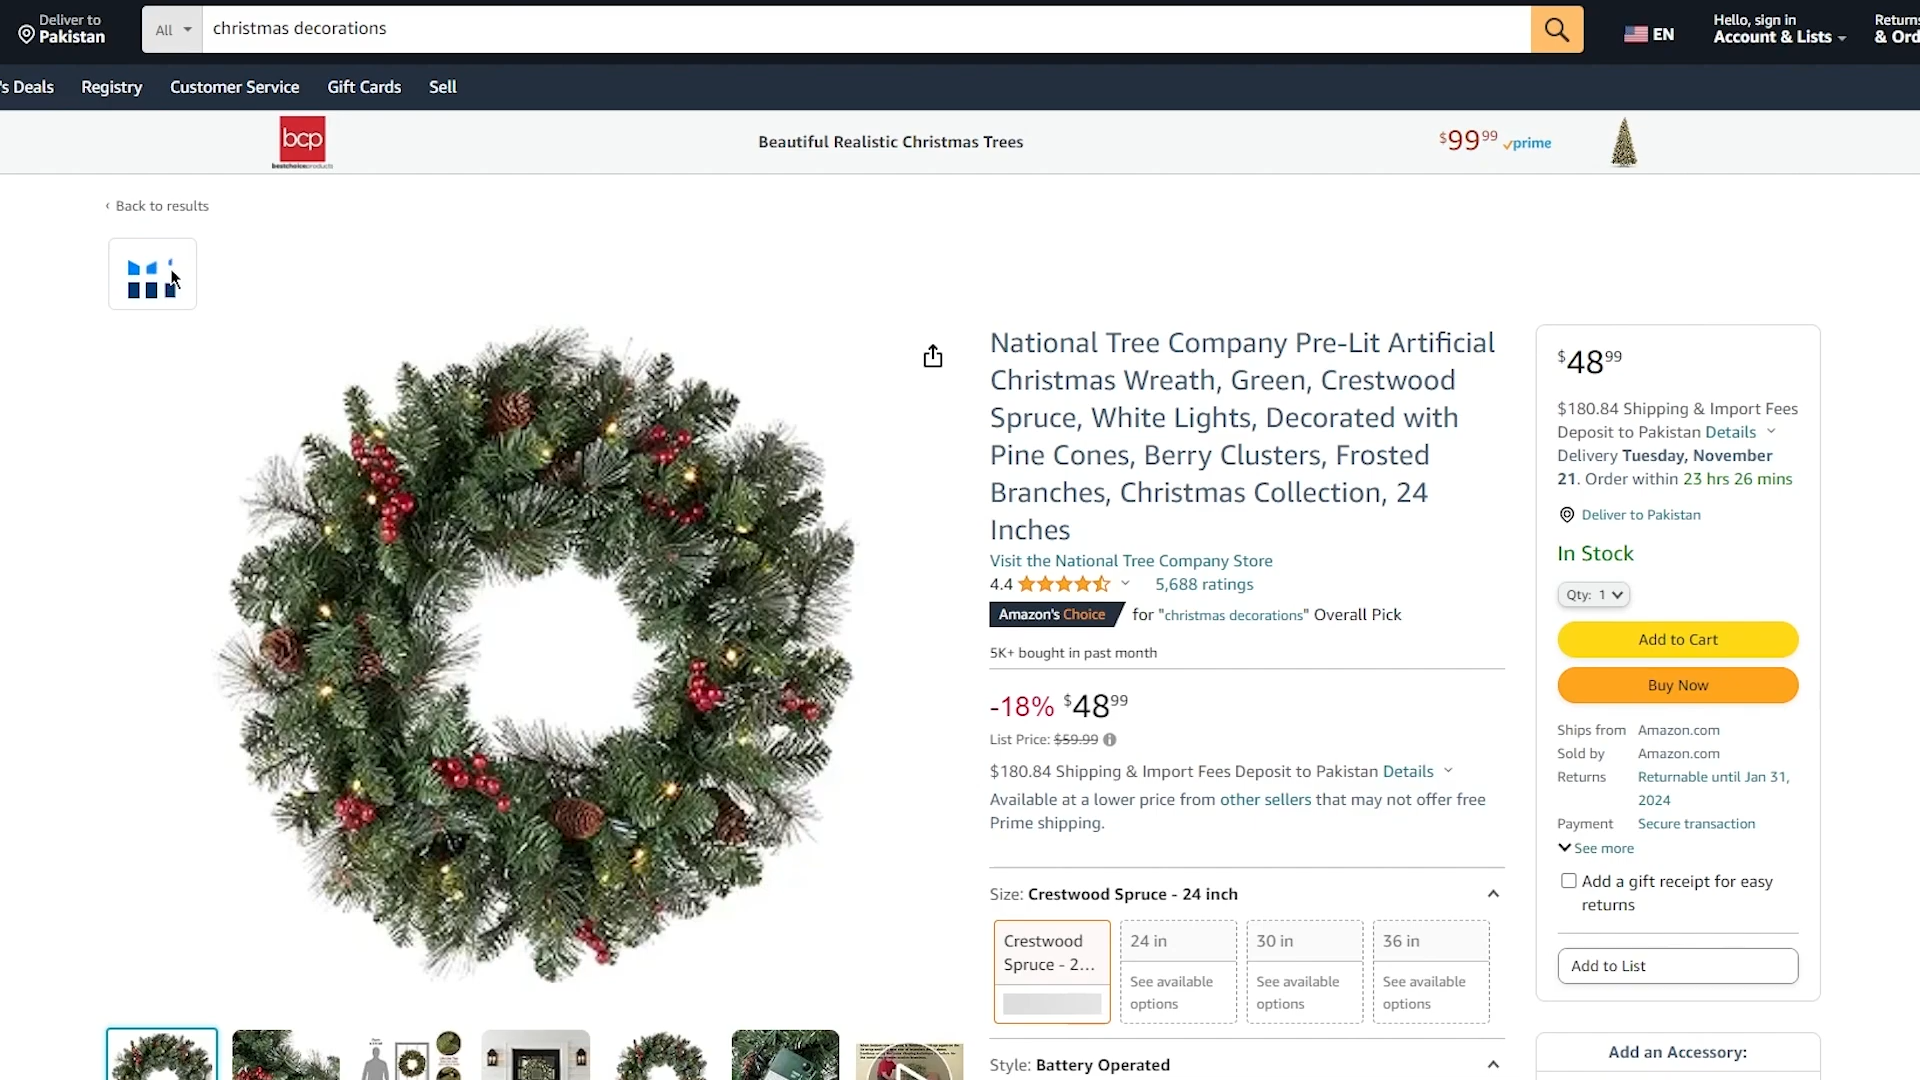 Deliver to
Pakistan
All
christmas decorations
EN
Hello, sign in
Account & Lists
Returns
& Ord
's Deals
Registry
Customer Service
Gift Cards
Sell
bcp
bestchoiceproducts
Beautiful Realistic Christmas Trees
$99.99
prime
‹ Back to results
National Tree Company Pre-Lit Artificial
Christmas Wreath, Green, Crestwood
Spruce, White Lights, Decorated with
Pine Cones, Berry Clusters, Frosted
Branches, Christmas Collection, 24
Inches
Visit the National Tree Company Store
4.4
5,688 ratings
Amazon's Choice for "christmas decorations" Overall Pick
5K+ bought in past month
-18% $48 99
List Price: $59.99
$180.84 Shipping & Import Fees Deposit to Pakistan Details
Available at a lower price from other sellers that may not offer free
Prime shipping.
Size: Crestwood Spruce - 24 inch
Crestwood
Spruce - 2...
24 in
See available
options
30 in
See available
options
36 in
See available
options
Style: Battery Operated
$48 99
$180.84 Shipping & Import Fees
Deposit to Pakistan Details
Delivery Tuesday, November
21. Order within 23 hrs 26 mins
Deliver to Pakistan
In Stock
Qty: 1
Add to Cart
Buy Now
Ships from Amazon.com
Sold by Amazon.com
Returns Returnable until Jan 31,
2024
Payment Secure transaction
See more
Add a gift receipt for easy
returns
Add to List
Add an Accessory: